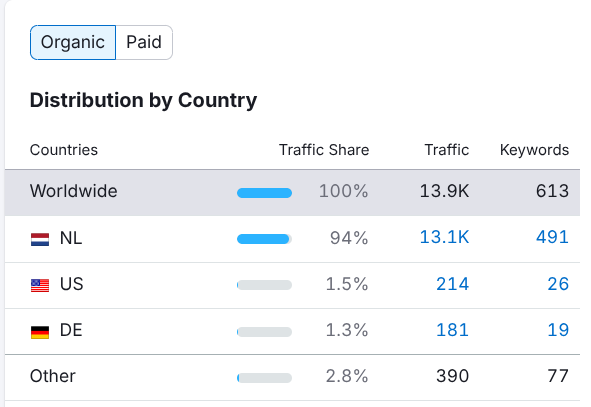 Organic Paid
Distribution by Country
Countries Traffic Share Traffic Keywords
Worldwide 100% 13.9K 613
NL 94% 13.1K 491
US 1.5% 214 26
DE 1.3% 181 19
Other 2.8% 390 77